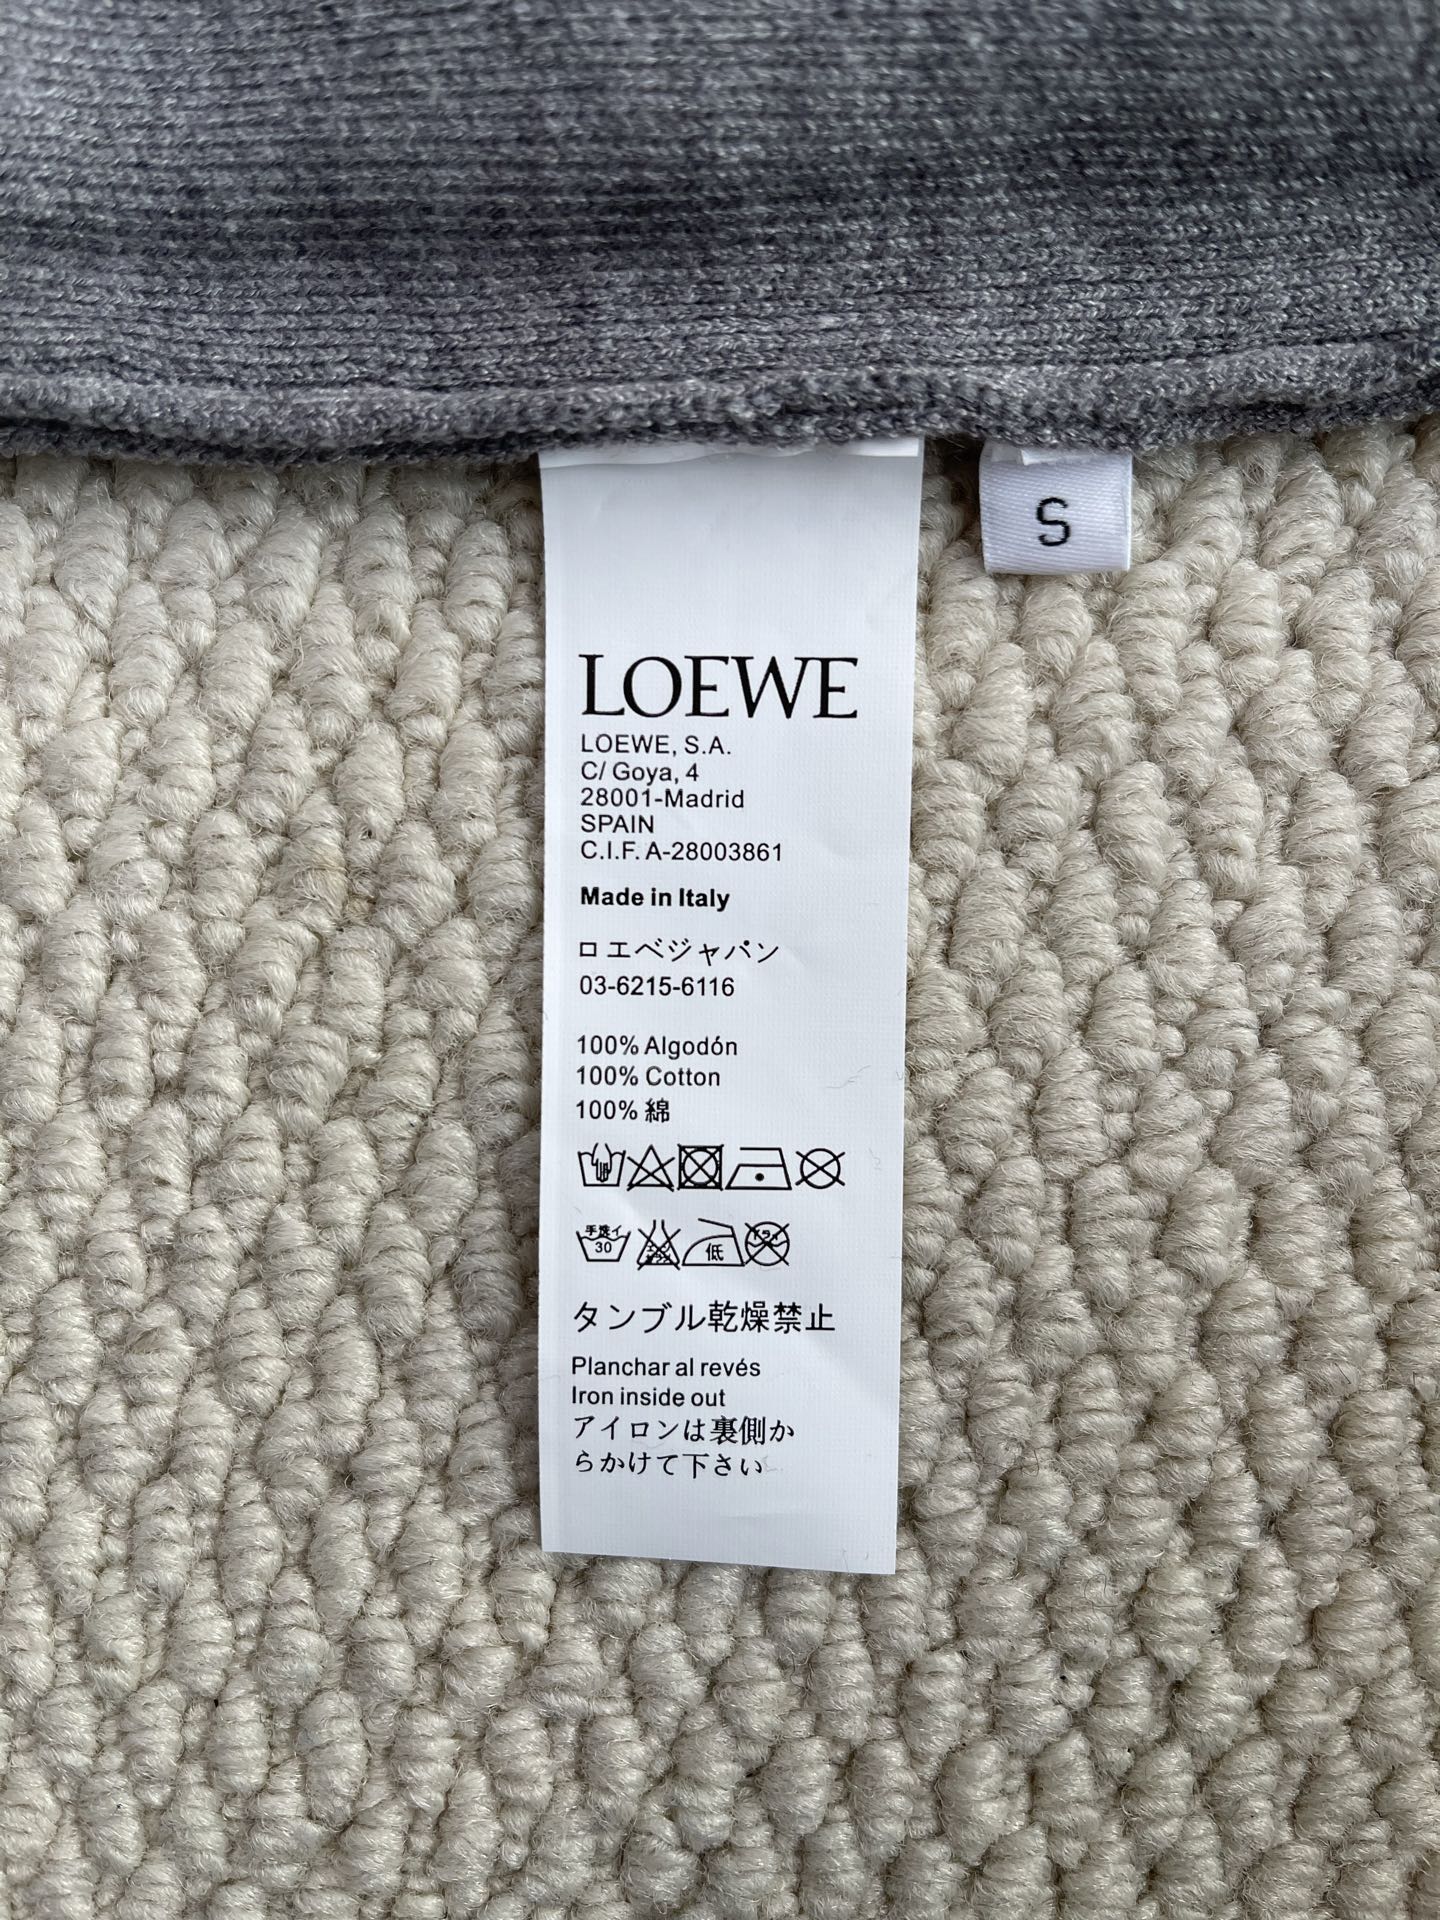 S
LOEWE
LOEWE, S.A.
C/ Goya, 4
28001-Madrid
SPAIN
C.I.F. A-28003861
Made in Italy
ロエベジャパン
03-6215-6116
100% Algodón
100% Cotton
100% 綿
手洗イ
30
低
タンブル乾燥禁止
Planchar al revés
Iron inside out
アイロンは裏側か
らかけて下さい